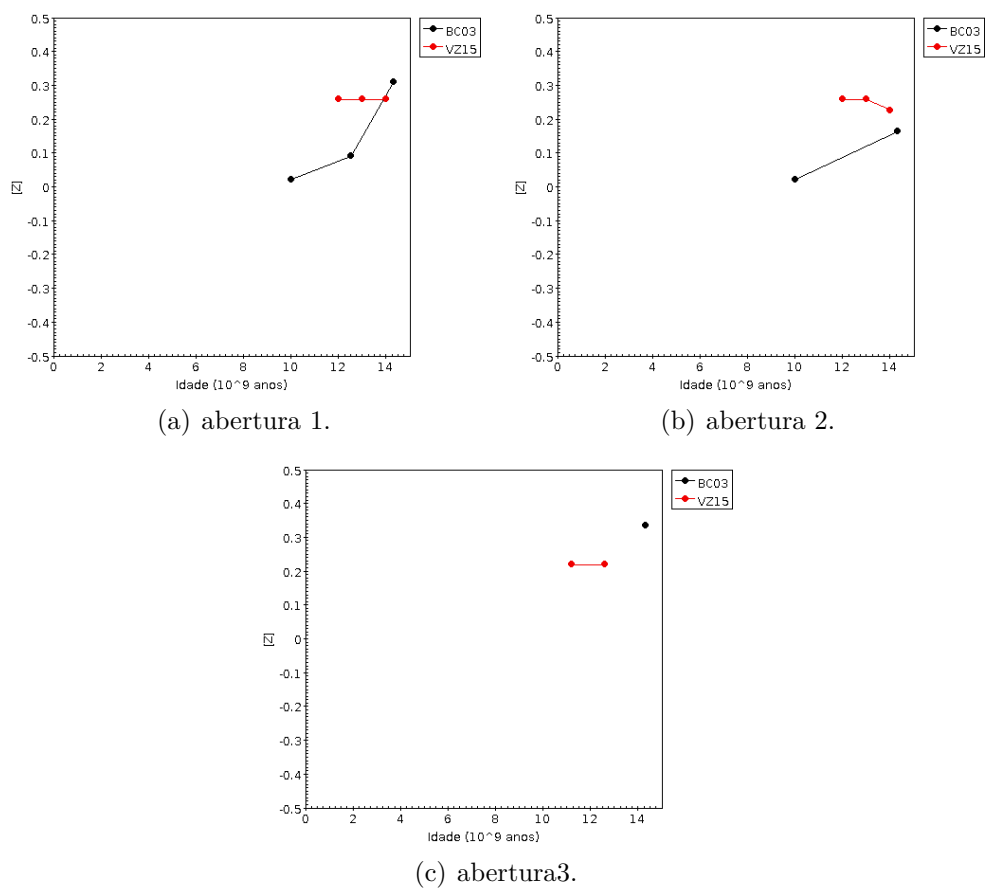 0.5
0.4
0.3
0.2
0.1
0
-0.1
-0.2
-0.3
-0.4
-0.5
[Z]
0 2 4 6 8 10 12 14
Idade (10^9 anos)
BC03
VZ15
(a) abertura 1.
0.5
0.4
0.3
0.2
0.1
0
-0.1
-0.2
-0.3
-0.4
-0.5
[Z]
0 2 4 6 8 10 12 14
Idade (10^9 anos)
BC03
VZ15
(b) abertura 2.
0.5
0.4
0.3
0.2
0.1
0
-0.1
-0.2
-0.3
-0.4
-0.5
[Z]
0 2 4 6 8 10 12 14
Idade (10^9 anos)
BC03
VZ15
(c) abertura3.